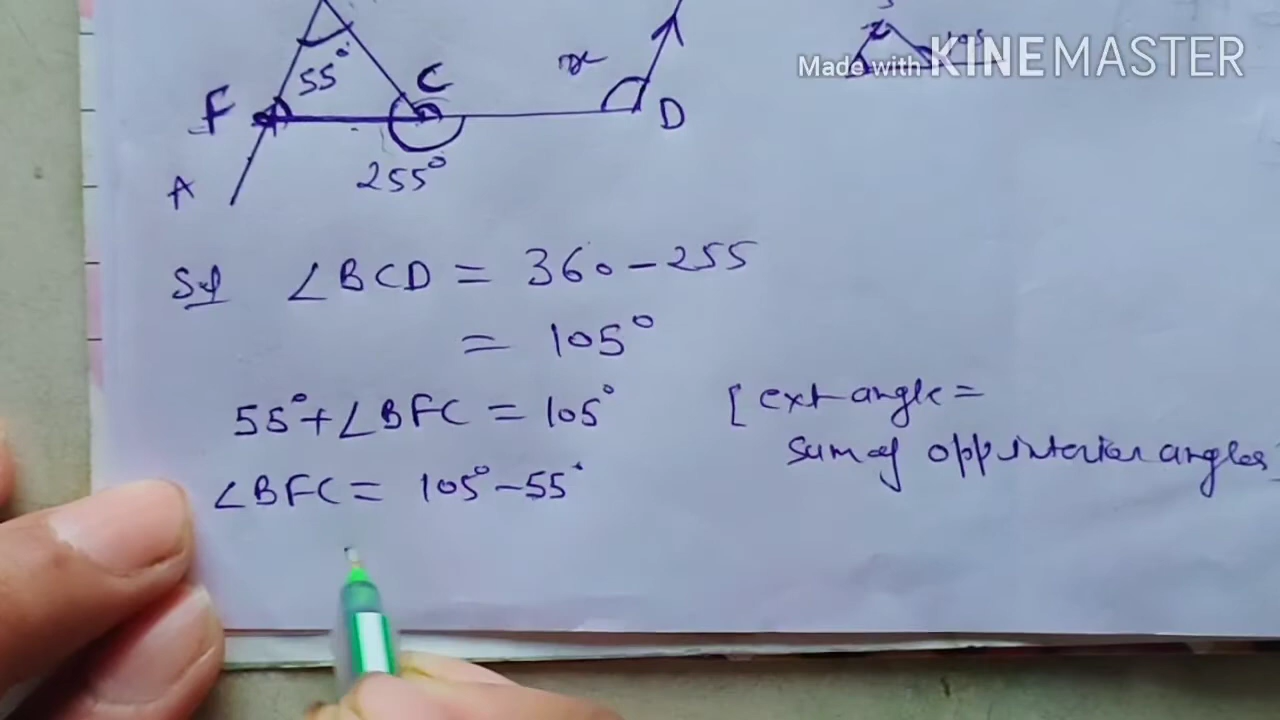 55°
C
x
F
D
A
255°
105
Made with KINEMASTER
Sol ∠BCD = 360 - 255
= 105°
55° + ∠BFC = 105°
[ext angle =
sum of opp interior angles]
∠BFC = 105° - 55°